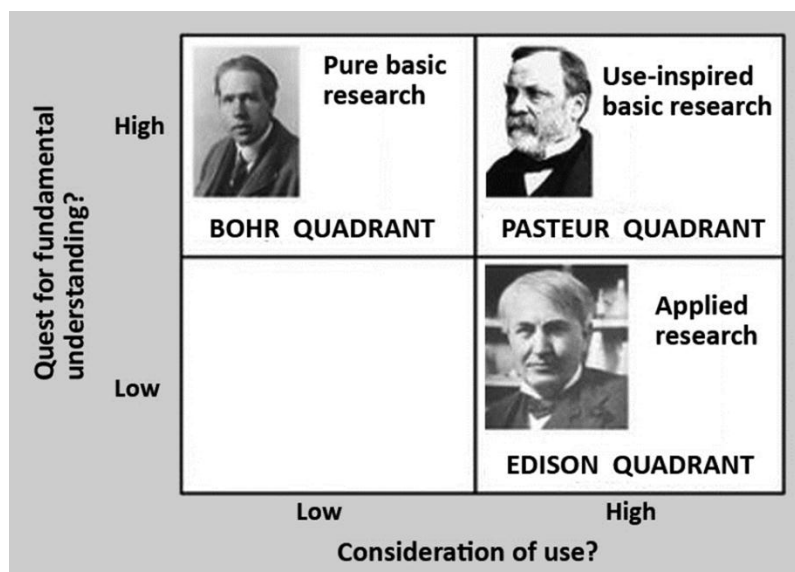 Pure basic
research
Use-inspired
basic research
High
BOHR QUADRANT
PASTEUR QUADRANT
Quest for fundamental
understanding?
Applied
research
Low
EDISON QUADRANT
Low
High
Consideration of use?